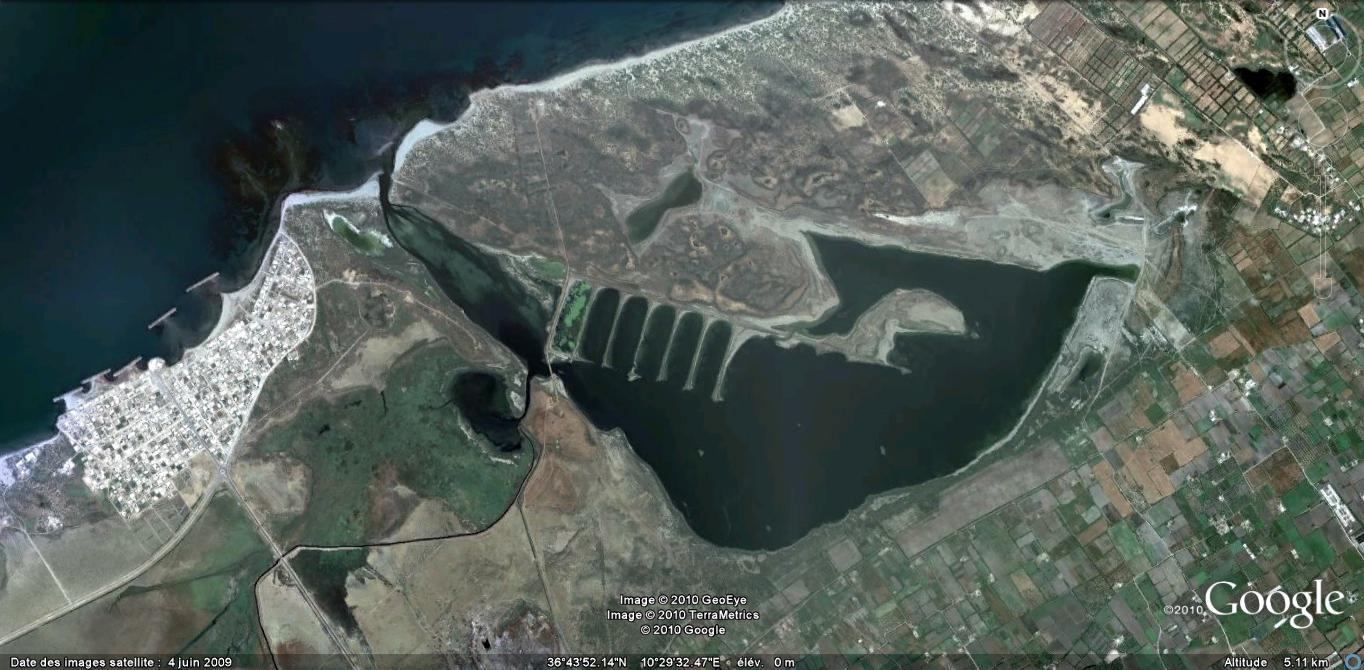 N
Image © 2010 GeoEye
Image © 2010 TerraMetrics
© 2010 Google
©2010 Google
Date des images satellite : 4 juin 2009 36°43'52.14"N 10°29'32.47"E élév. 0 m Altitude 5.11 km